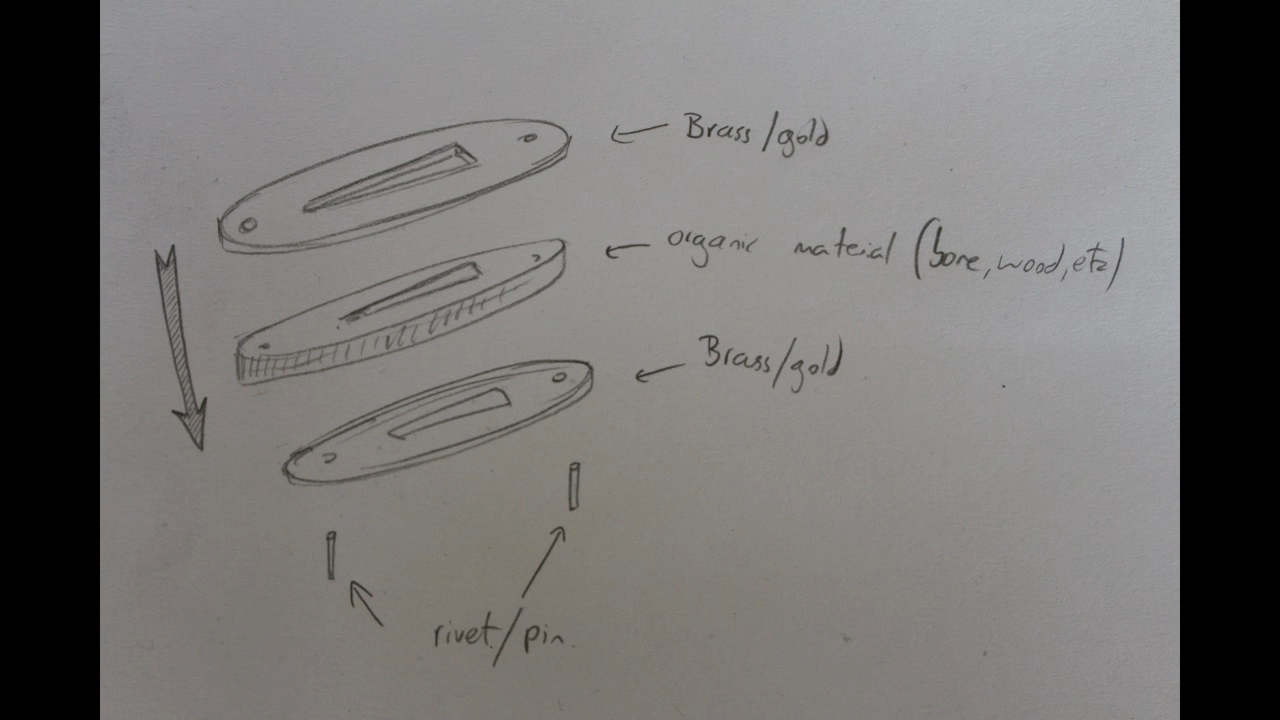 Brass/gold
organic material (bone, wood, etc)
Brass/gold
rivet/pin.